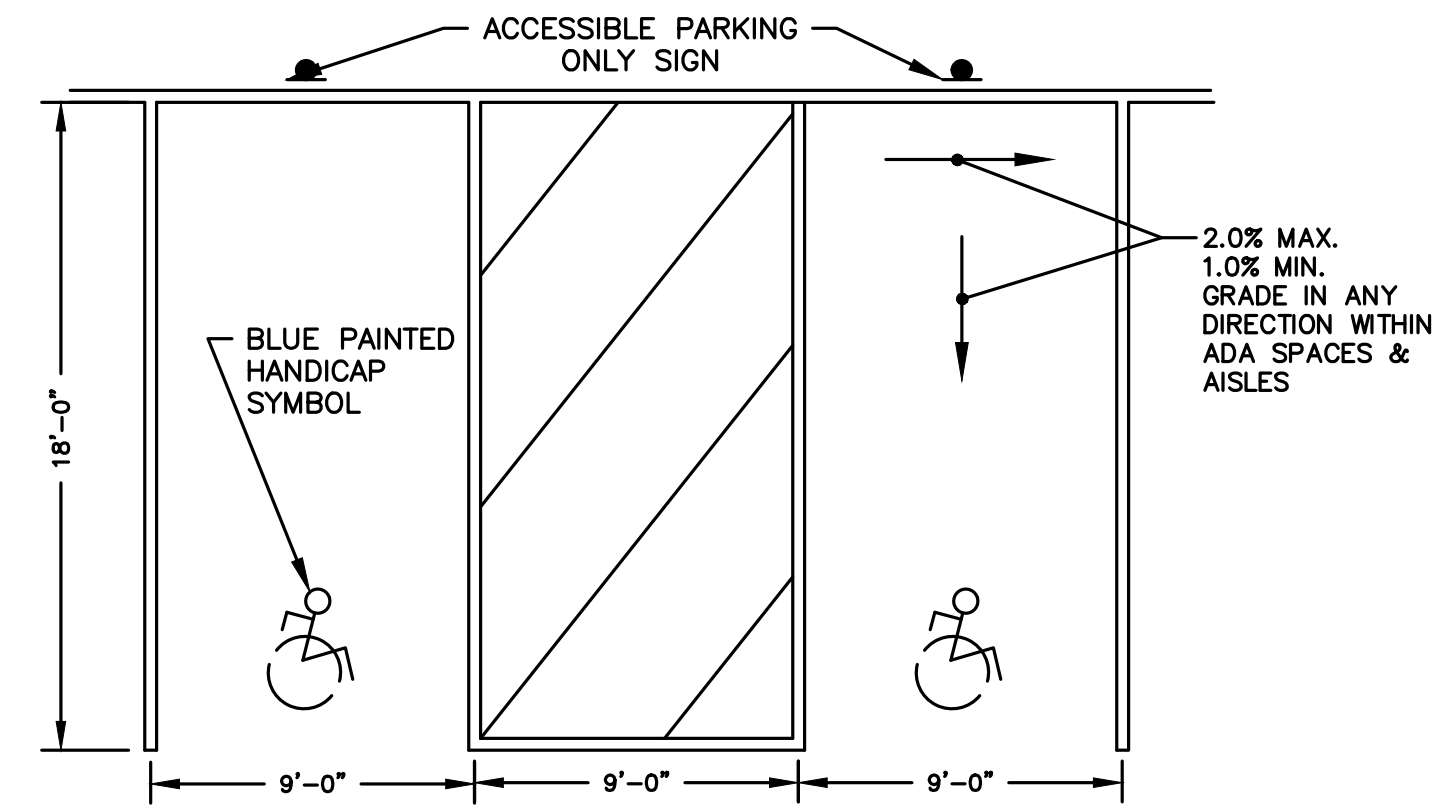 ACCESSIBLE PARKING
ONLY SIGN
2.0% MAX.
1.0% MIN.
GRADE IN ANY
DIRECTION WITHIN
ADA SPACES &
AISLES
BLUE PAINTED
HANDICAP
SYMBOL
18'-0"
9'-0"
9'-0"
9'-0"